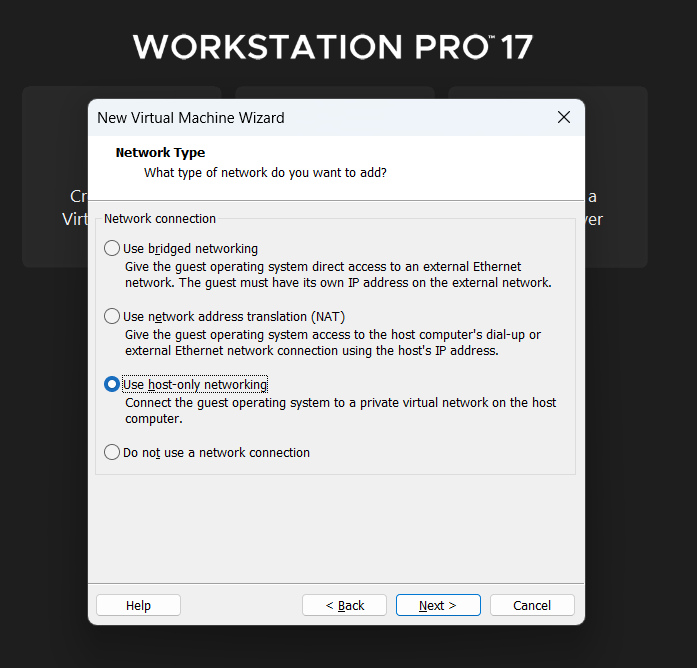 WORKSTATION PRO™ 17
New Virtual Machine Wizard
Network Type
What type of network do you want to add?
Cr
a
Virt
ver
Network connection
Use bridged networking
Give the guest operating system direct access to an external Ethernet
network. The guest must have its own IP address on the external network.
Use network address translation (NAT)
Give the guest operating system access to the host computer's dial-up or
external Ethernet network connection using the host's IP address.
Use host-only networking
Connect the guest operating system to a private virtual network on the host
computer.
Do not use a network connection
Help
< Back
Next >
Cancel